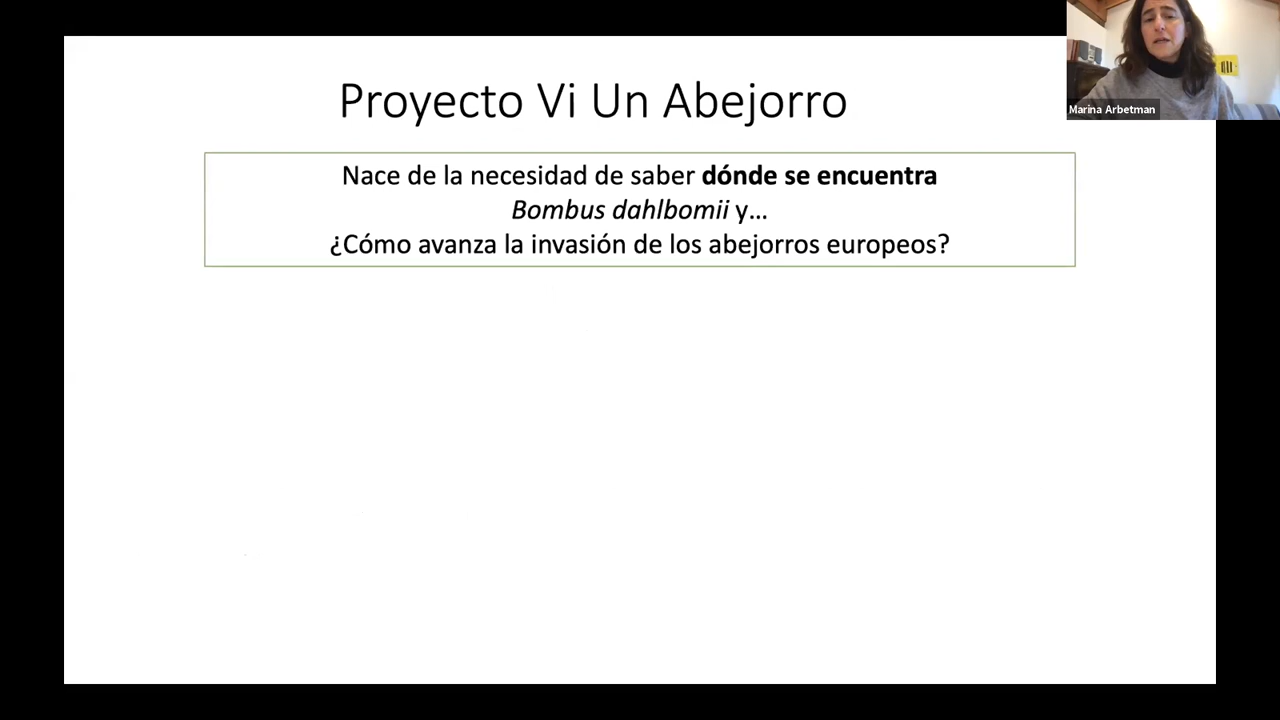 Proyecto Vi Un Abejorro
Nace de la necesidad de saber dónde se encuentra
Bombus dahlbomii y...
¿Cómo avanza la invasión de los abejorros europeos?
Marina Arbetman